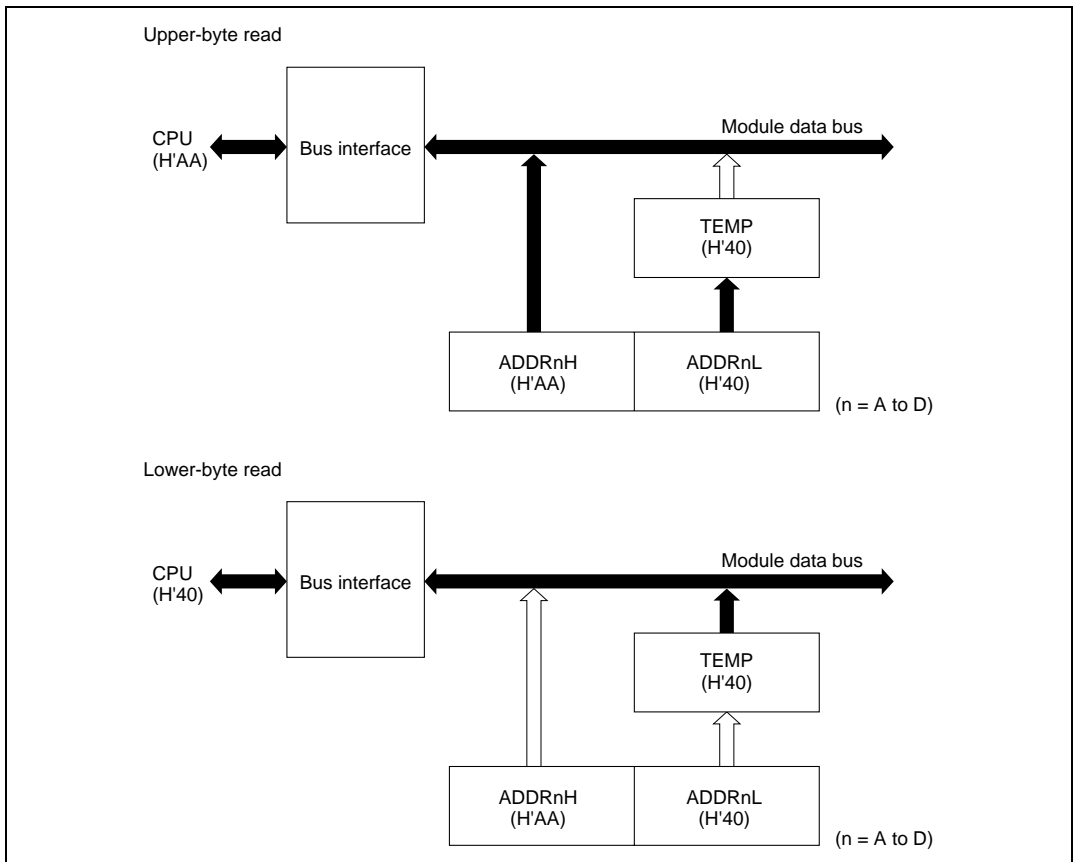 Upper-byte read
CPU
(H'AA)
Bus interface
Module data bus
TEMP
(H'40)
ADDRnH
(H'AA)
ADDRnL
(H'40)
(n = A to D)
Lower-byte read
CPU
(H'40)
Bus interface
Module data bus
TEMP
(H'40)
ADDRnH
(H'AA)
ADDRnL
(H'40)
(n = A to D)